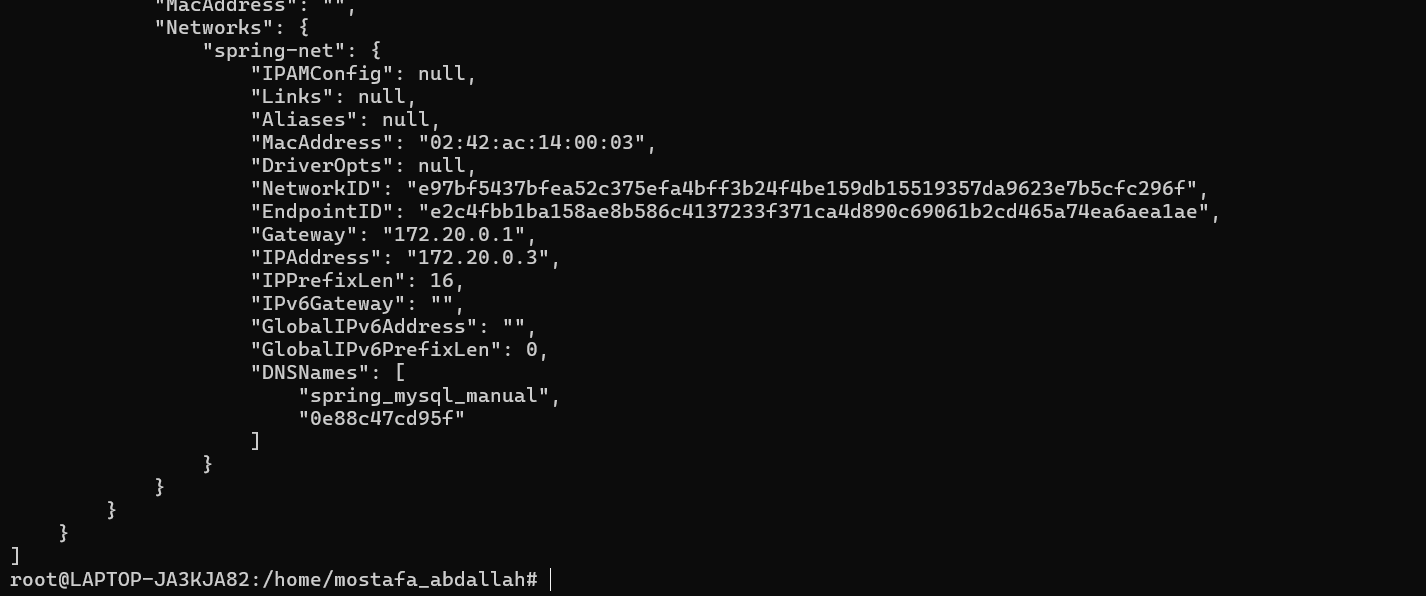 "MacAddress": "",
"Networks": {
"spring-net": {
"IPAMConfig": null,
"Links": null,
"Aliases": null,
"MacAddress": "02:42:ac:14:00:03",
"DriverOpts": null,
"NetworkID": "e97bf5437bfea52c375efa4bff3b24f4be159db15519357da9623e7b5cfc296f",
"EndpointID": "e2c4fbb1ba158ae8b586c4137233f371ca4d890c69061b2cd465a74ea6aea1ae",
"Gateway": "172.20.0.1",
"IPAddress": "172.20.0.3",
"IPPrefixLen": 16,
"IPv6Gateway": "",
"GlobalIPv6Address": "",
"GlobalIPv6PrefixLen": 0,
"DNSNames": [
"spring_mysql_manual",
"0e88c47cd95f"
]
}
}
}
}
]
root@LAPTOP-JA3KJA82:/home/mostafa_abdallah#